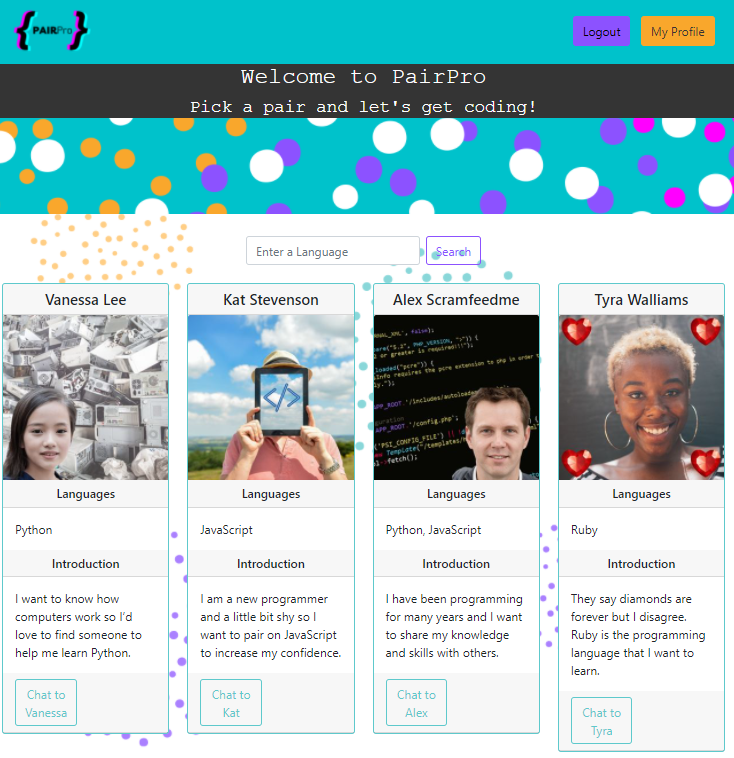 { PAIRPro }
Logout
My Profile
Welcome to PairPro
Pick a pair and let's get coding!
Enter a Language
Search
Vanessa Lee
Languages
Python
Introduction
I want to know how
computers work so I'd
love to find someone to
help me learn Python.
Chat to
Vanessa
Kat Stevenson
</>
Languages
JavaScript
Introduction
I am a new programmer
and a little bit shy so I
want to pair on JavaScript
to increase my confidence.
Chat to
Kat
Alex Scramfeedme
Languages
Python, JavaScript
Introduction
I have been programming
for many years and I want
to share my knowledge
and skills with others.
Chat to
Alex
Tyra Walliams
Languages
Ruby
Introduction
They say diamonds are
forever but I disagree.
Ruby is the programming
language that I want to
learn.
Chat to
Tyra